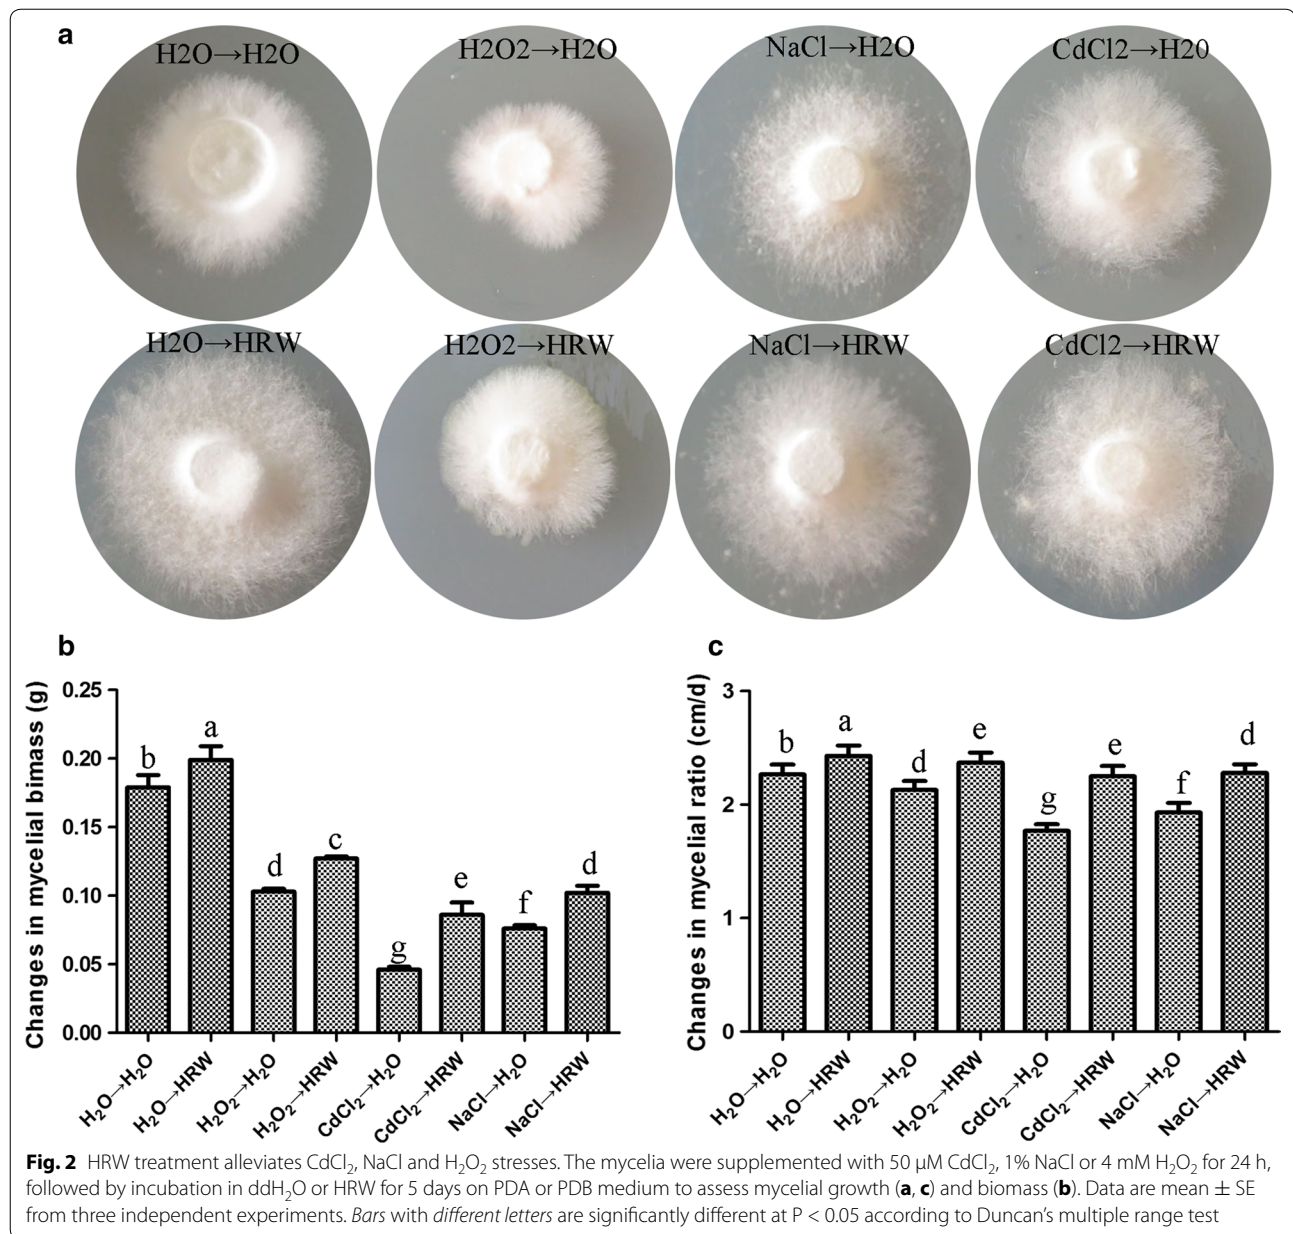 a
H2O→H2O
H2O2→H2O
NaCl→H2O
CdCl2→H20
H2O→HRW
H2O2→HRW
NaCl→HRW
CdCl2→HRW
b
Changes in mycelial bimass (g)
0.25
0.20
0.15
0.10
0.05
0.00
b
a
d
c
g
e
f
d
H₂O→H₂O
H₂O→HRW
H₂O₂→H₂O
H₂O₂→HRW
CdCl₂→H₂O
CdCl₂→HRW
NaCl→H₂O
NaCl→HRW
c
Changes in mycelial ratio (cm/d)
3
2
1
0
b
a
d
e
g
e
f
d
H₂O→H₂O
H₂O→HRW
H₂O₂→H₂O
H₂O₂→HRW
CdCl₂→H₂O
CdCl₂→HRW
NaCl→H₂O
NaCl→HRW
Fig. 2 HRW treatment alleviates CdCl₂, NaCl and H₂O₂ stresses. The mycelia were supplemented with 50 µM CdCl₂, 1% NaCl or 4 mM H₂O₂ for 24 h,
followed by incubation in ddH₂O or HRW for 5 days on PDA or PDB medium to assess mycelial growth (a, c) and biomass (b). Data are mean ± SE
from three independent experiments. Bars with different letters are significantly different at P < 0.05 according to Duncan's multiple range test